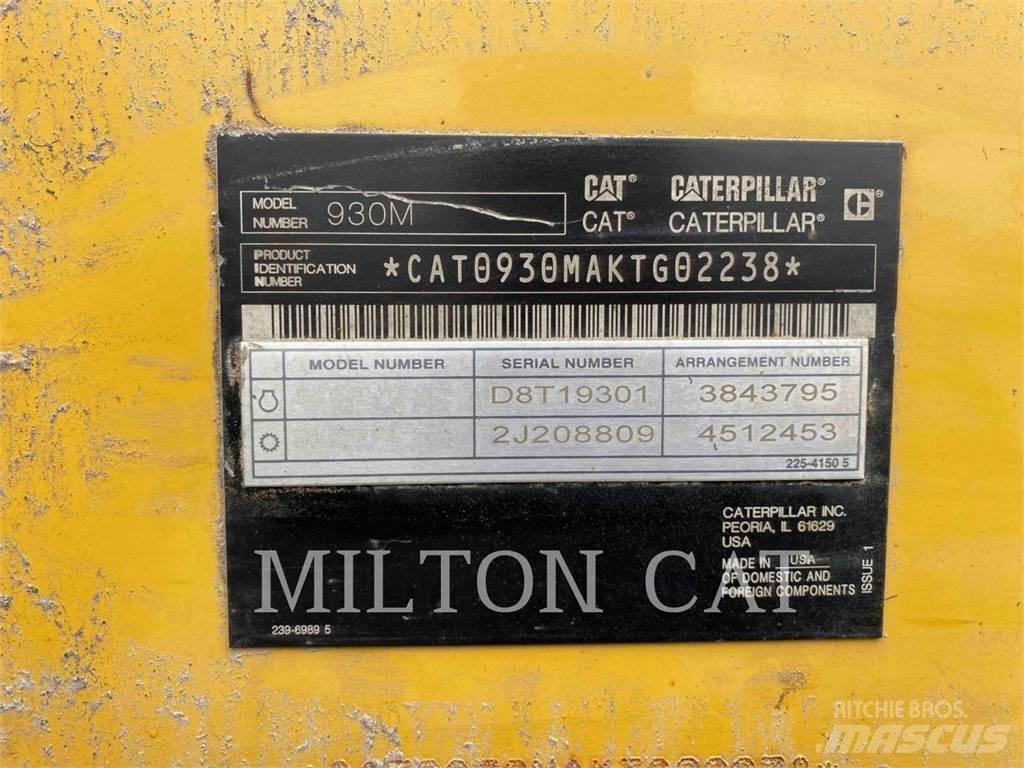 CAT® CATERPILLAR®
MODEL
NUMBER 930M
CAT® CATERPILLAR®
PRODUCT
IDENTIFICATION
NUMBER *CAT0930MAKTG02238*
MODEL NUMBER SERIAL NUMBER ARRANGEMENT NUMBER
D8T19301 3843795
2J208809 4512453
225-4150 5
CATERPILLAR INC.
PEORIA, IL 61629
USA
MADE IN USA
OF DOMESTIC AND
FOREIGN COMPONENTS
ISSUE 1
MILTON CAT
239-6989 5
RITCHIE BROS.
MASCUS